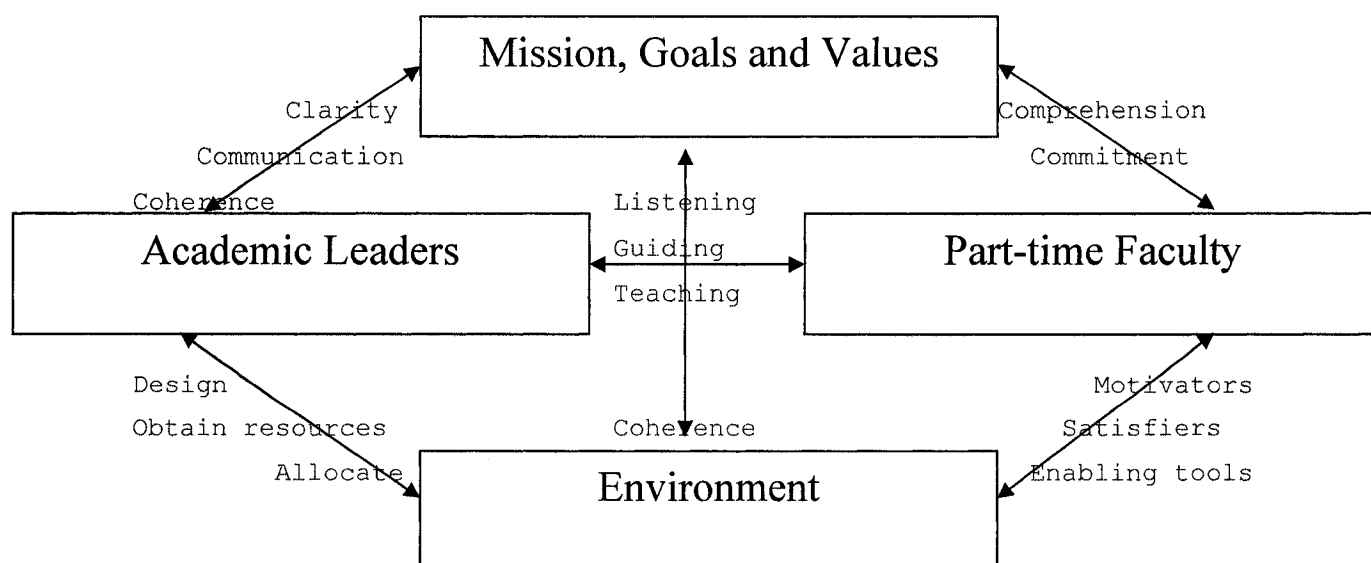 Mission, Goals and Values
Clarity
Comprehension
Communication
Commitment
Coherence
Listening
Academic Leaders
Guiding
Part-time Faculty
Teaching
Design
Motivators
Obtain resources
Coherence
Satisfiers
Allocate
Enabling tools
Environment